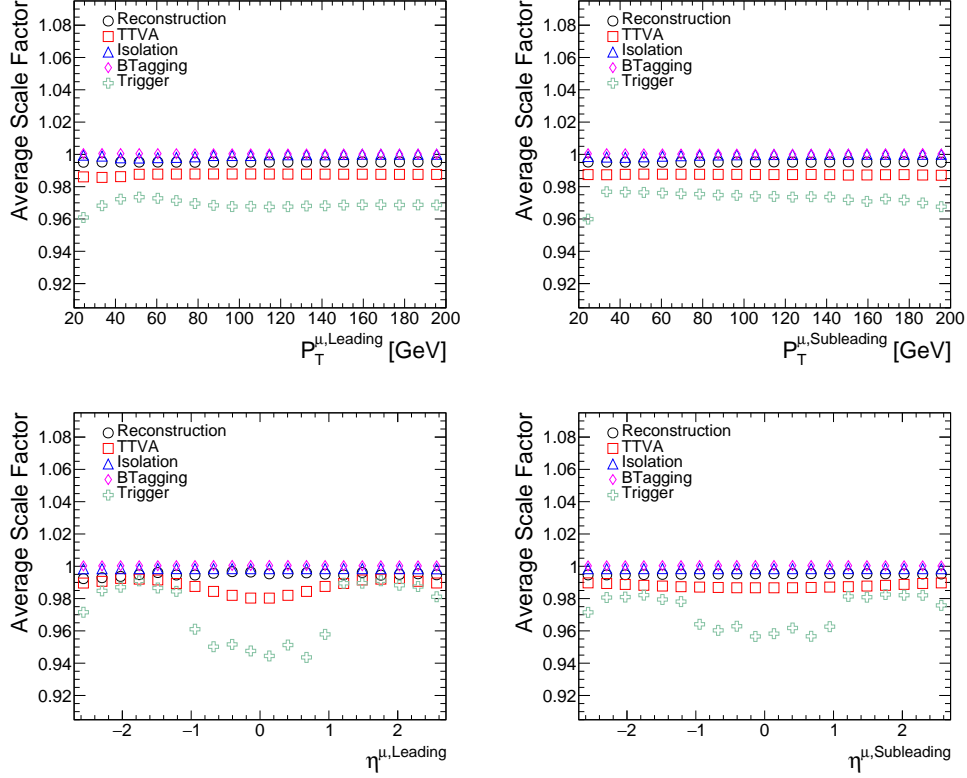 Average Scale Factor
1.08
1.06
1.04
1.02
1
0.98
0.96
0.94
0.92
Reconstruction
TTVA
Isolation
BTagging
Trigger
20 40 60 80 100 120 140 160 180 200
P_T^{μ,Leading} [GeV]
Average Scale Factor
1.08
1.06
1.04
1.02
1
0.98
0.96
0.94
0.92
Reconstruction
TTVA
Isolation
BTagging
Trigger
20 40 60 80 100 120 140 160 180 200
P_T^{μ,Subleading} [GeV]
Average Scale Factor
1.08
1.06
1.04
1.02
1
0.98
0.96
0.94
0.92
Reconstruction
TTVA
Isolation
BTagging
Trigger
−2 −1 0 1 2
η^{μ,Leading}
Average Scale Factor
1.08
1.06
1.04
1.02
1
0.98
0.96
0.94
0.92
Reconstruction
TTVA
Isolation
BTagging
Trigger
−2 −1 0 1 2
η^{μ,Subleading}